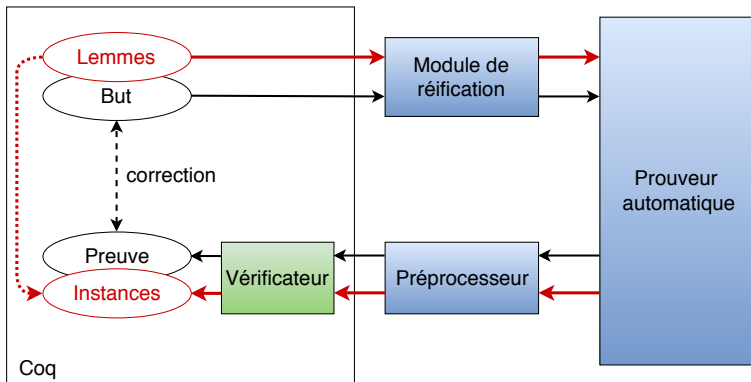 Lemmes
But
correction
Preuve
Instances
Vérificateur
Coq
Module de
réification
Préprocesseur
Prouveur
automatique